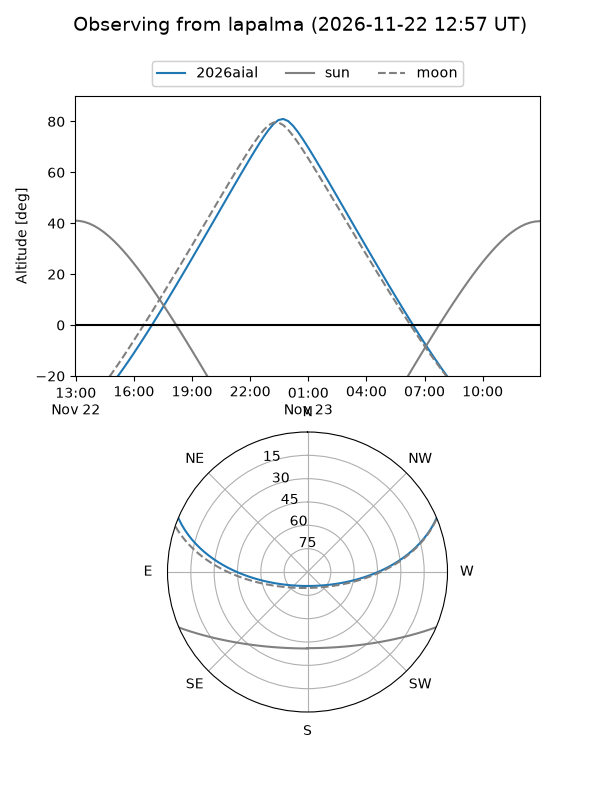 Observing from lapalma (2026-11-22 12:57 UT)
2026aial sun moon
Altitude [deg]
80
60
40
20
0
−20
13:00 16:00 19:00 22:00 01:00 04:00 07:00 10:00
Nov 22 Nov 23
N
NE NW
15
30
45
60
75
E W
SE SW
S